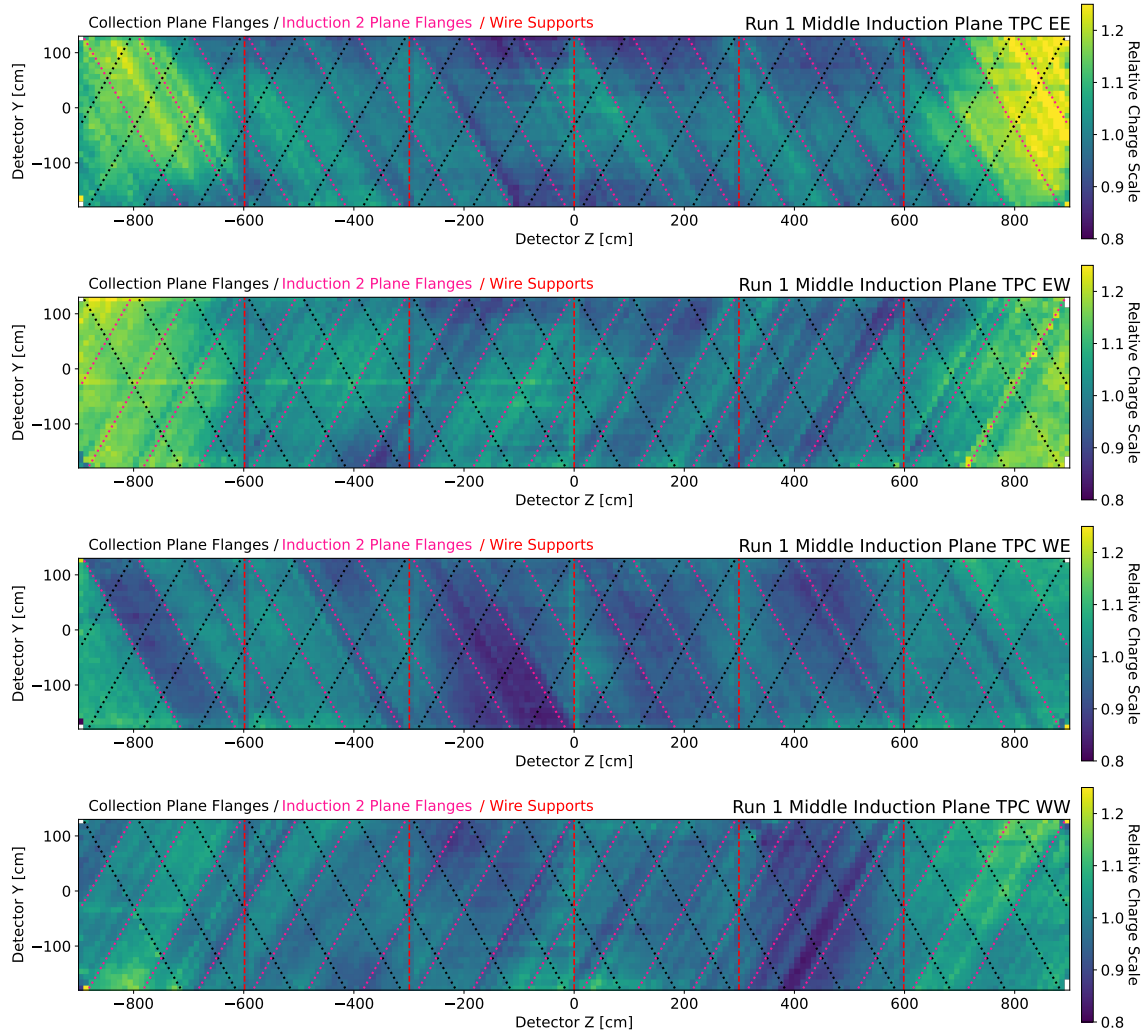 Collection Plane Flanges / Induction 2 Plane Flanges / Wire Supports
Run 1 Middle Induction Plane TPC EE
Detector Y [cm]
100
0
−100
−800 −600 −400 −200 0 200 400 600 800
Detector Z [cm]
1.2
1.1
1.0
0.9
0.8
Relative Charge Scale
Collection Plane Flanges / Induction 2 Plane Flanges / Wire Supports
Run 1 Middle Induction Plane TPC EW
Detector Y [cm]
100
0
−100
−800 −600 −400 −200 0 200 400 600 800
Detector Z [cm]
1.2
1.1
1.0
0.9
0.8
Relative Charge Scale
Collection Plane Flanges / Induction 2 Plane Flanges / Wire Supports
Run 1 Middle Induction Plane TPC WE
Detector Y [cm]
100
0
−100
−800 −600 −400 −200 0 200 400 600 800
Detector Z [cm]
1.2
1.1
1.0
0.9
0.8
Relative Charge Scale
Collection Plane Flanges / Induction 2 Plane Flanges / Wire Supports
Run 1 Middle Induction Plane TPC WW
Detector Y [cm]
100
0
−100
−800 −600 −400 −200 0 200 400 600 800
Detector Z [cm]
1.2
1.1
1.0
0.9
0.8
Relative Charge Scale